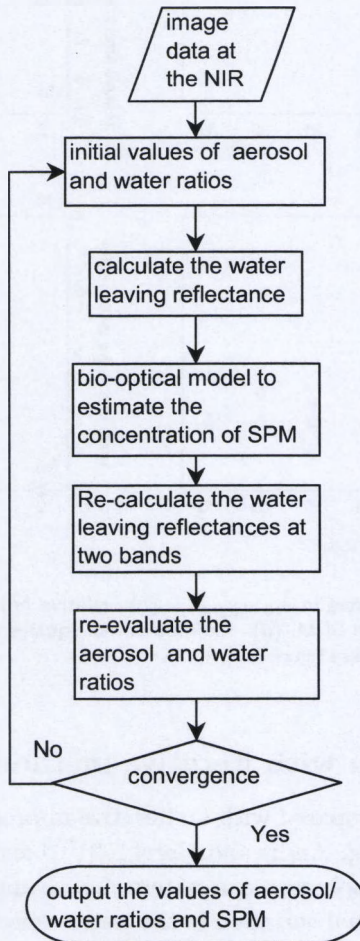 image
data at
the NIR
initial values of aerosol
and water ratios
calculate the water
leaving reflectance
bio-optical model to
estimate the
concentration of SPM
Re-calculate the water
leaving reflectances at
two bands
re-evaluate the
aerosol and water
ratios
No
convergence
Yes
output the values of aerosol/
water ratios and SPM